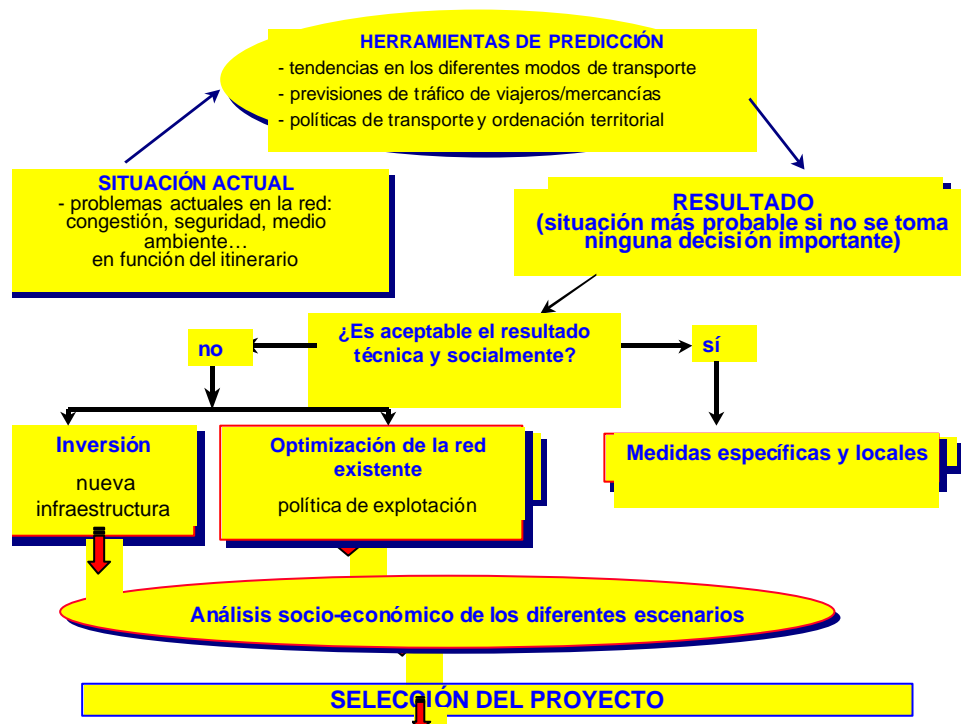 HERRAMIENTAS DE PREDICCIÓN
- tendencias en los diferentes modos de transporte
- previsiones de tráfico de viajeros/mercancías
- políticas de transporte y ordenación territorial
SITUACIÓN ACTUAL
- problemas actuales en la red:
congestión, seguridad, medio
ambiente…
en función del itinerario
RESULTADO
(situación más probable si no se toma
ninguna decisión importante)
¿Es aceptable el resultado
técnica y socialmente?
no
sí
Inversión
nueva
infraestructura
Optimización de la red
existente
política de explotación
Medidas específicas y locales
Análisis socio-económico de los diferentes escenarios
SELECCIÓN DEL PROYECTO